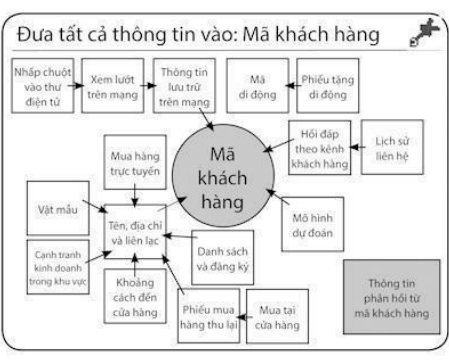 Đưa tất cả thông tin vào: Mã khách hàng
Nhấp chuột
vào thư
điện tử
Xem lướt
trên mạng
Thông tin
lưu trữ
trên mạng
Mã
di động
Phiếu tặng
di động
Mua hàng
trực tuyến
Mã
khách
hàng
Hồi đáp
theo kênh
khách hàng
Lịch sử
liên hệ
Vật mẫu
Tên, địa chỉ
và liên lạc
Mô hình
dự đoán
Cạnh tranh
kinh doanh
trong khu vực
Danh sách
và đăng ký
Khoảng
cách đến
cửa hàng
Phiếu mua
hàng thu lại
Mua tại
cửa hàng
Thông tin
phản hồi từ
mã khách hàng